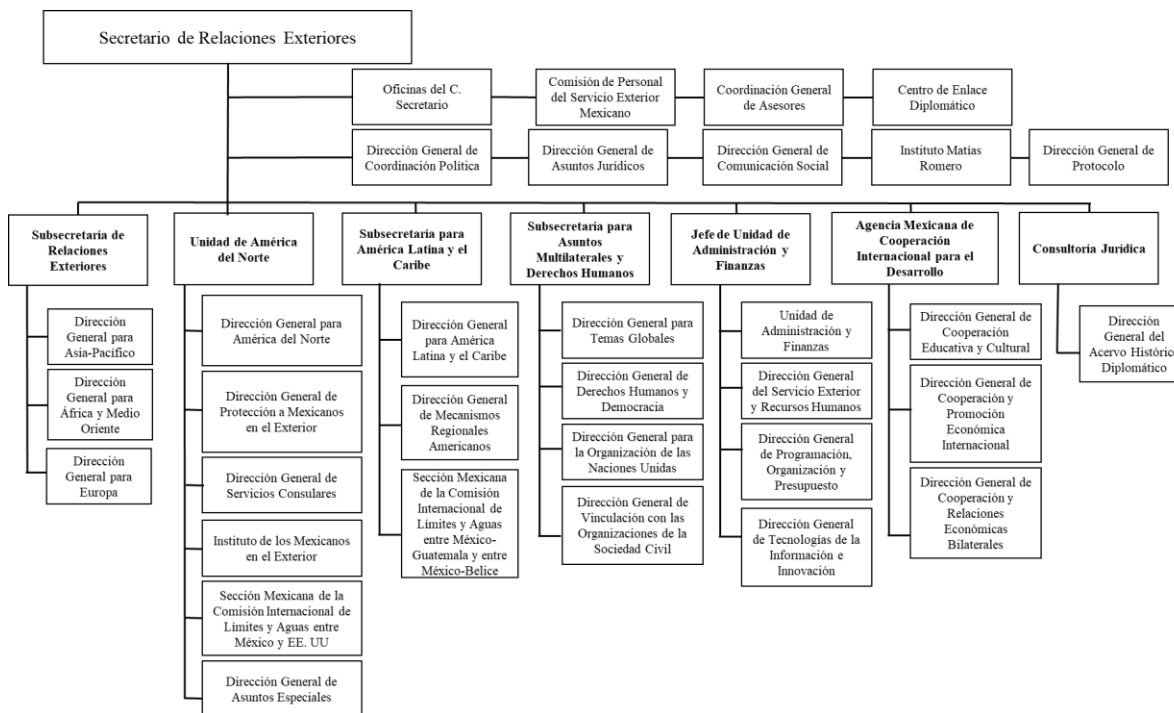 Secretario de Relaciones Exteriores
Oficinas del C.
Secretario
Comisión de Personal
del Servicio Exterior
Mexicano
Coordinación General
de Asesores
Centro de Enlace
Diplomático
Dirección General de
Coordinación Política
Dirección General de
Asuntos Jurídicos
Dirección General de
Comunicación Social
Instituto Matías
Romero
Dirección General de
Protocolo
Subsecretaría de
Relaciones
Exteriores
Unidad de América
del Norte
Subsecretaría para
América Latina y el
Caribe
Subsecretaría para
Asuntos
Multilaterales y
Derechos Humanos
Jefe de Unidad de
Administración y
Finanzas
Agencia Mexicana de
Cooperación
Internacional para el
Desarrollo
Consultoría Jurídica
Dirección
General para
Asia-Pacífico
Dirección
General para
África y Medio
Oriente
Dirección
General para
Europa
Dirección General para
América del Norte
Dirección General de
Protección a Mexicanos
en el Exterior
Dirección General de
Servicios Consulares
Instituto de los Mexicanos
en el Exterior
Sección Mexicana de la
Comisión Internacional de
Límites y Aguas entre
México y EE. UU
Dirección General de
Asuntos Especiales
Dirección General
para América
Latina y el Caribe
Dirección General
de Mecanismos
Regionales
Americanos
Sección Mexicana
de la Comisión
Internacional de
Límites y Aguas
entre México-
Guatemala y entre
México-Belice
Dirección General para
Temas Globales
Dirección General de
Derechos Humanos y
Democracia
Dirección General para
la Organización de las
Naciones Unidas
Dirección General de
Vinculación con las
Organizaciones de la
Sociedad Civil
Unidad de
Administración y
Finanzas
Dirección General
del Servicio Exterior
y Recursos Humanos
Dirección General
de Programación,
Organización y
Presupuesto
Dirección General
de Tecnologías de la
Información e
Innovación
Dirección General de
Cooperación
Educativa y Cultural
Dirección General de
Cooperación y
Promoción
Económica
Internacional
Dirección General de
Cooperación y
Relaciones
Económicas
Bilaterales
Dirección
General del
Acervo Histórico
Diplomático